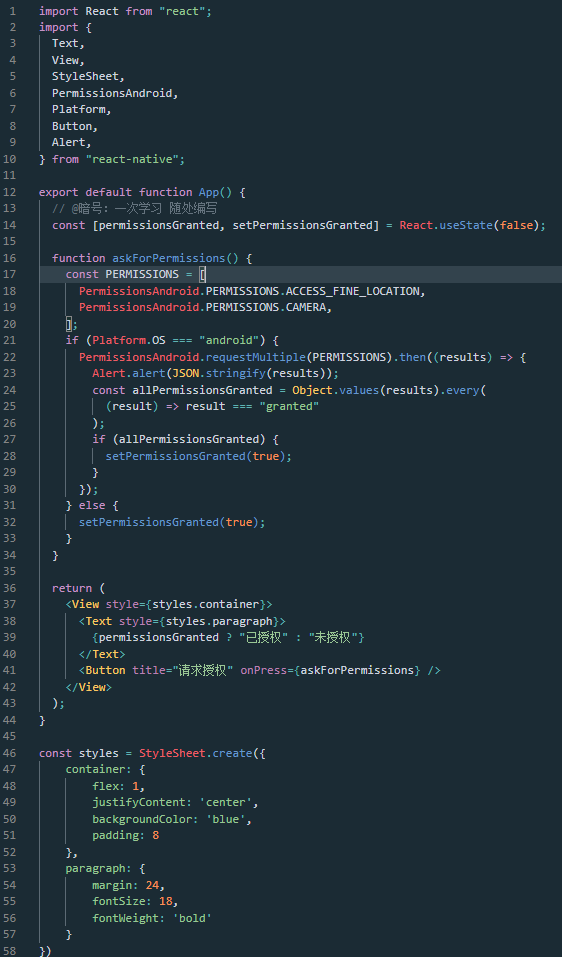 1 import React from "react";
2 import {
3   Text,
4   View,
5   StyleSheet,
6   PermissionsAndroid,
7   Platform,
8   Button,
9   Alert,
10 } from "react-native";
11
12 export default function App() {
13   // @暗号: 一次学习 随处编写
14   const [permissionsGranted, setPermissionsGranted] = React.useState(false);
15
16   function askForPermissions() {
17     const PERMISSIONS = [
18       PermissionsAndroid.PERMISSIONS.ACCESS_FINE_LOCATION,
19       PermissionsAndroid.PERMISSIONS.CAMERA,
20     ];
21     if (Platform.OS === "android") {
22       PermissionsAndroid.requestMultiple(PERMISSIONS).then((results) => {
23         Alert.alert(JSON.stringify(results));
24         const allPermissionsGranted = Object.values(results).every(
25           (result) => result === "granted"
26         );
27         if (allPermissionsGranted) {
28           setPermissionsGranted(true);
29         }
30       });
31     } else {
32       setPermissionsGranted(true);
33     }
34   }
35
36   return (
37     <View style={styles.container}>
38       <Text style={styles.paragraph}>
39         {permissionsGranted ? "已授权" : "未授权"}
40       </Text>
41       <Button title="请求授权" onPress={askForPermissions} />
42     </View>
43   );
44 }
45
46 const styles = StyleSheet.create({
47     container: {
48         flex: 1,
49         justifyContent: 'center',
50         backgroundColor: 'blue',
51         padding: 8
52     },
53     paragraph: {
54         margin: 24,
55         fontSize: 18,
56         fontWeight: 'bold'
57     }
58 })